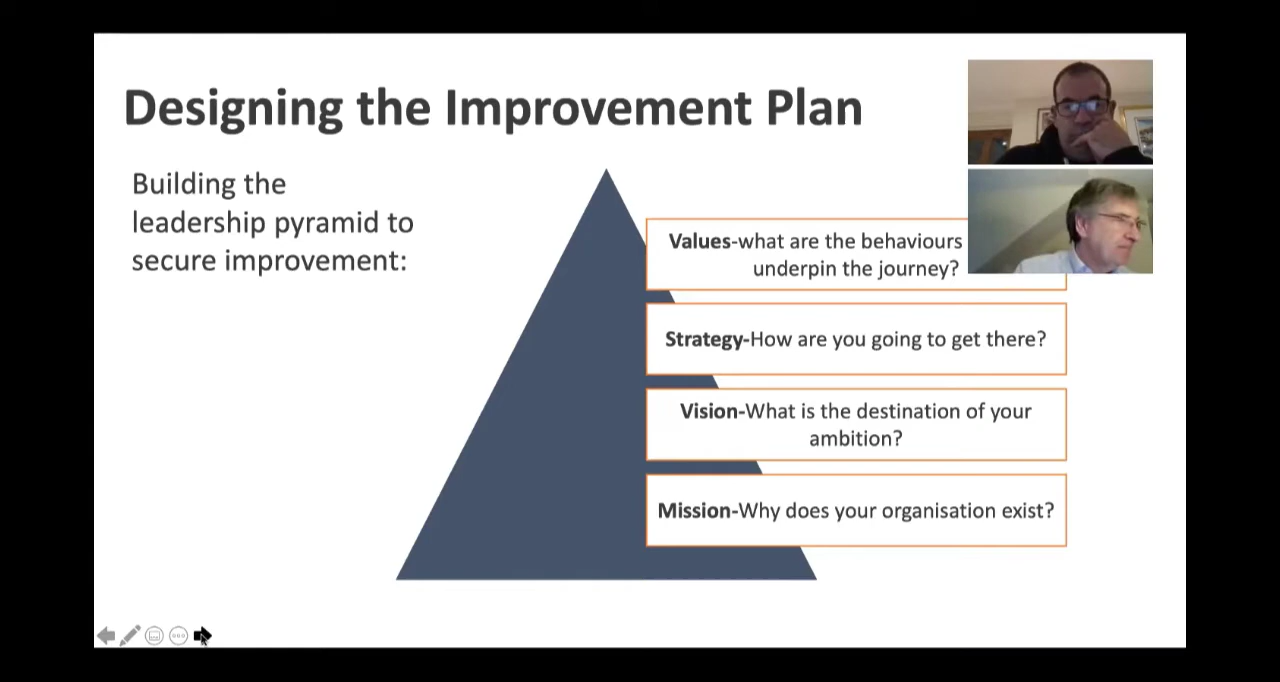 Designing the Improvement Plan
Building the
leadership pyramid to
secure improvement:
Values-what are the behaviours
underpin the journey?
Strategy-How are you going to get there?
Vision-What is the destination of your
ambition?
Mission-Why does your organisation exist?